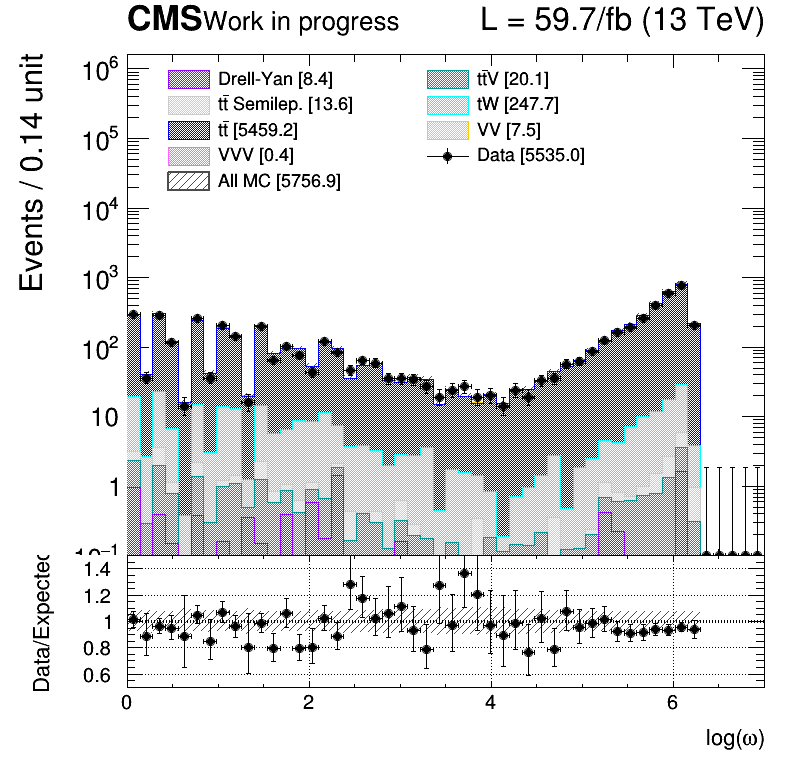 CMS Work in progress L = 59.7/fb (13 TeV)
Events / 0.14 unit
10⁶
10⁵
10⁴
10³
10²
10
1
10⁻¹
Drell-Yan [8.4]
tt̄ Semilep. [13.6]
tt̄ [5459.2]
VVV [0.4]
All MC [5756.9]
tt̄V [20.1]
tW [247.7]
VV [7.5]
Data [5535.0]
Data/Expected
1.4
1.2
1
0.8
0.6
0 2 4 6
log(ω)